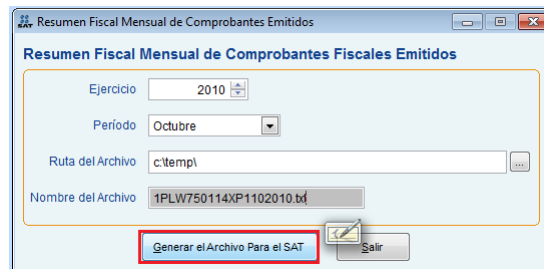 SAT Resumen Fiscal Mensual de Comprobantes Emitidos
Resumen Fiscal Mensual de Comprobantes Fiscales Emitidos
Ejercicio 2010
Período Octubre
Ruta del Archivo c:\temp\ ...
Nombre del Archivo 1PLW750114XP1102010.txt
Generar el Archivo Para el SAT Salir